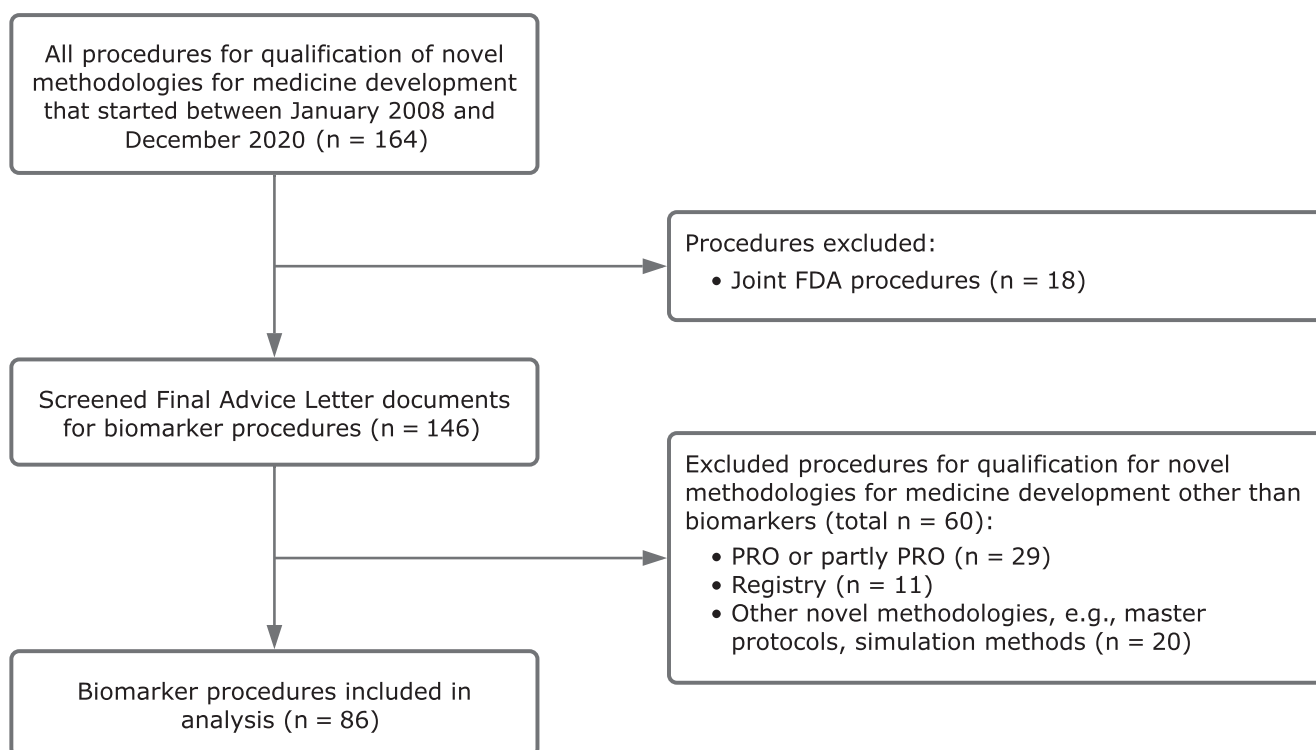 All procedures for qualification of novel
methodologies for medicine development
that started between January 2008 and
December 2020 (n = 164)
Procedures excluded:
• Joint FDA procedures (n = 18)
Screened Final Advice Letter documents
for biomarker procedures (n = 146)
Excluded procedures for qualification for novel
methodologies for medicine development other than
biomarkers (total n = 60):
• PRO or partly PRO (n = 29)
• Registry (n = 11)
• Other novel methodologies, e.g., master
protocols, simulation methods (n = 20)
Biomarker procedures included in
analysis (n = 86)